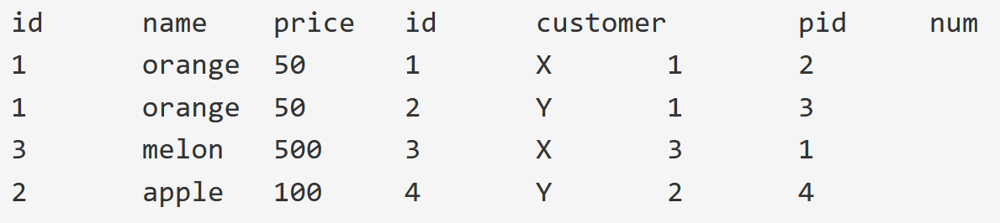 id name price id customer pid num
1 orange 50 1 X 1 2
1 orange 50 2 Y 1 3
3 melon 500 3 X 3 1
2 apple 100 4 Y 2 4